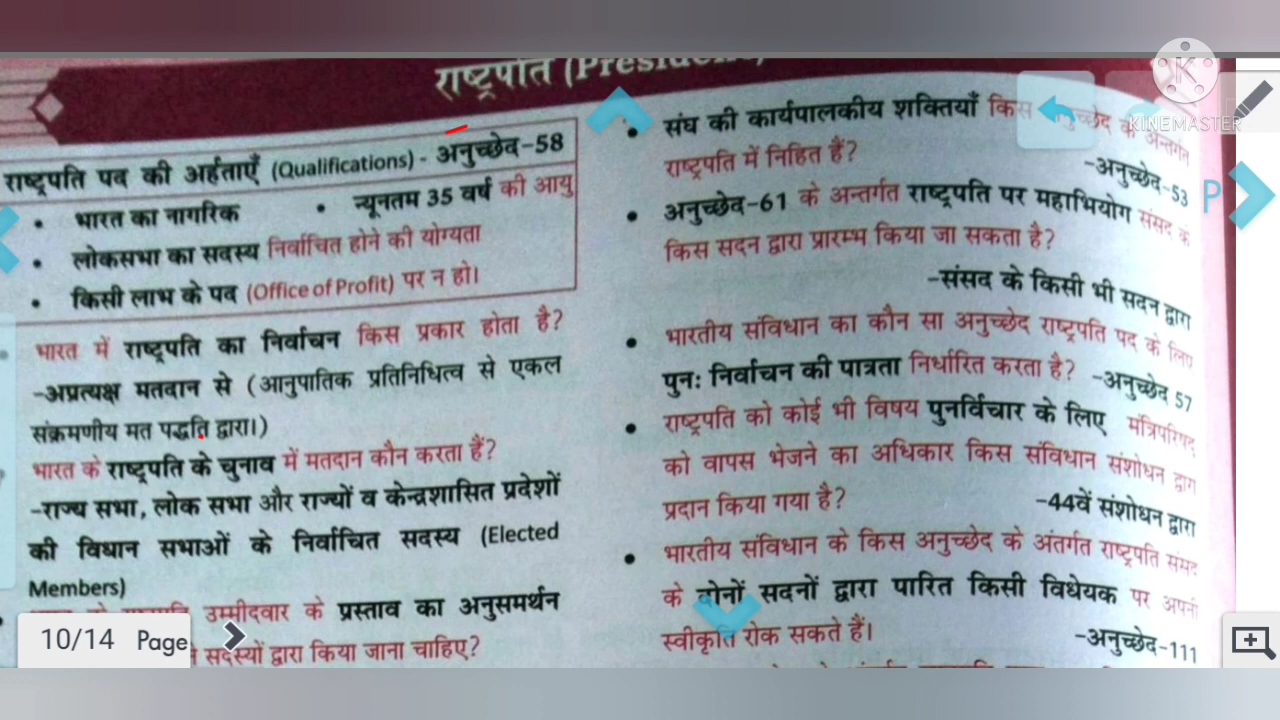 राष्ट्रपति (President)
राष्ट्रपति पद की अर्हताएँ (Qualifications) - अनुच्छेद-58
• भारत का नागरिक • न्यूनतम 35 वर्ष की आयु
• लोकसभा का सदस्य निर्वाचित होने की योग्यता
• किसी लाभ के पद (Office of Profit) पर न हो।
भारत में राष्ट्रपति का निर्वाचन किस प्रकार होता है?
-अप्रत्यक्ष मतदान से (आनुपातिक प्रतिनिधित्व से एकल
संक्रमणीय मत पद्धति द्वारा।)
भारत के राष्ट्रपति के चुनाव में मतदान कौन करता हैं?
-राज्य सभा, लोक सभा और राज्यों व केन्द्रशासित प्रदेशों
की विधान सभाओं के निर्वाचित सदस्य (Elected
Members)
उम्मीदवार के प्रस्ताव का अनुसमर्थन
सदस्यों द्वारा किया जाना चाहिए?
• संघ की कार्यपालकीय शक्तियाँ किस अनुच्छेद के अन्तर्गत
राष्ट्रपति में निहित हैं?
-अनुच्छेद-53
• अनुच्छेद-61 के अन्तर्गत राष्ट्रपति पर महाभियोग संसद के
किस सदन द्वारा प्रारम्भ किया जा सकता है?
-संसद के किसी भी सदन द्वारा
• भारतीय संविधान का कौन सा अनुच्छेद राष्ट्रपति पद के लिए
पुनः निर्वाचन की पात्रता निर्धारित करता है? -अनुच्छेद 57
• राष्ट्रपति को कोई भी विषय पुनर्विचार के लिए मंत्रिपरिषद
को वापस भेजने का अधिकार किस संविधान संशोधन द्वारा
प्रदान किया गया है? -44वें संशोधन द्वारा
• भारतीय संविधान के किस अनुच्छेद के अंतर्गत राष्ट्रपति संसद
के दोनों सदनों द्वारा पारित किसी विधेयक पर अपनी
स्वीकृति रोक सकते हैं। -अनुच्छेद-111
10/14 Page
P
K
KINEMASTER